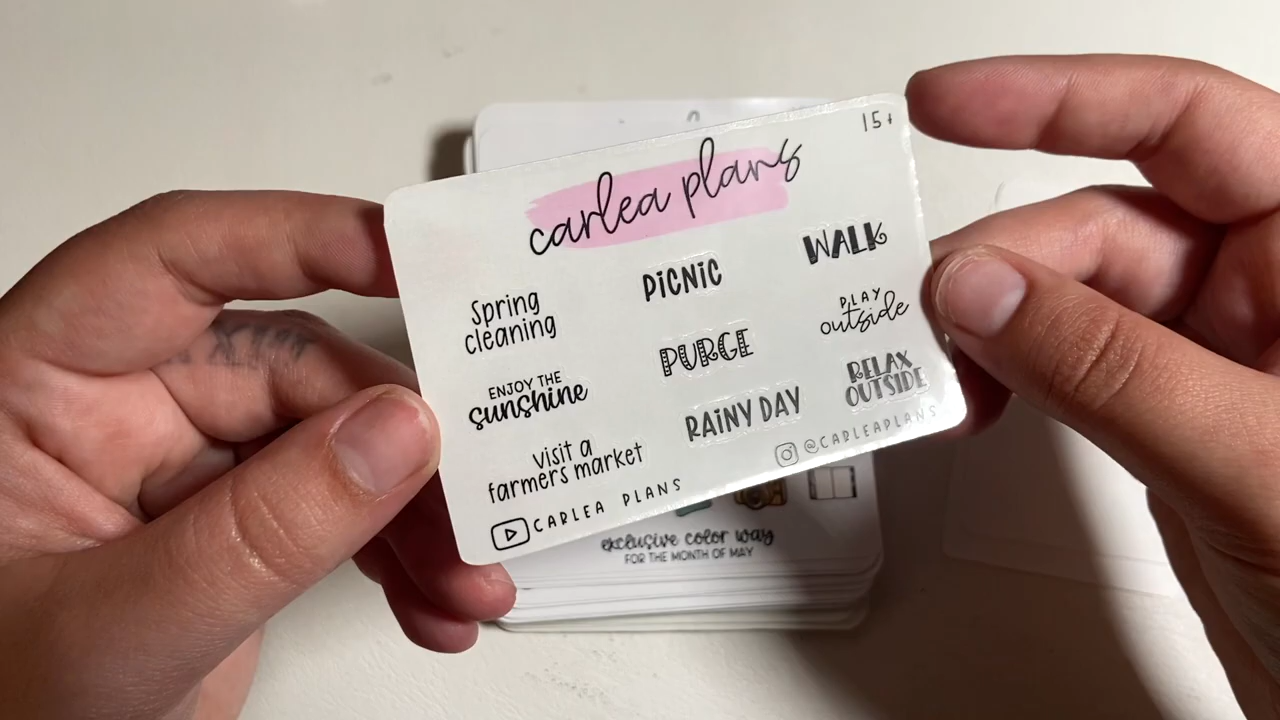 carlea plans
15+
Spring
cleaning
PiCNiC
WALK
ENJOY THE
sunshine
PURGE
PLAY
outside
visit a
farmers market
RAiNY DAY
RELAX
OUTSIDE
CARLEA PLANS
@CARLEAPLANS
exclusive color way
FOR THE MONTH OF MAY